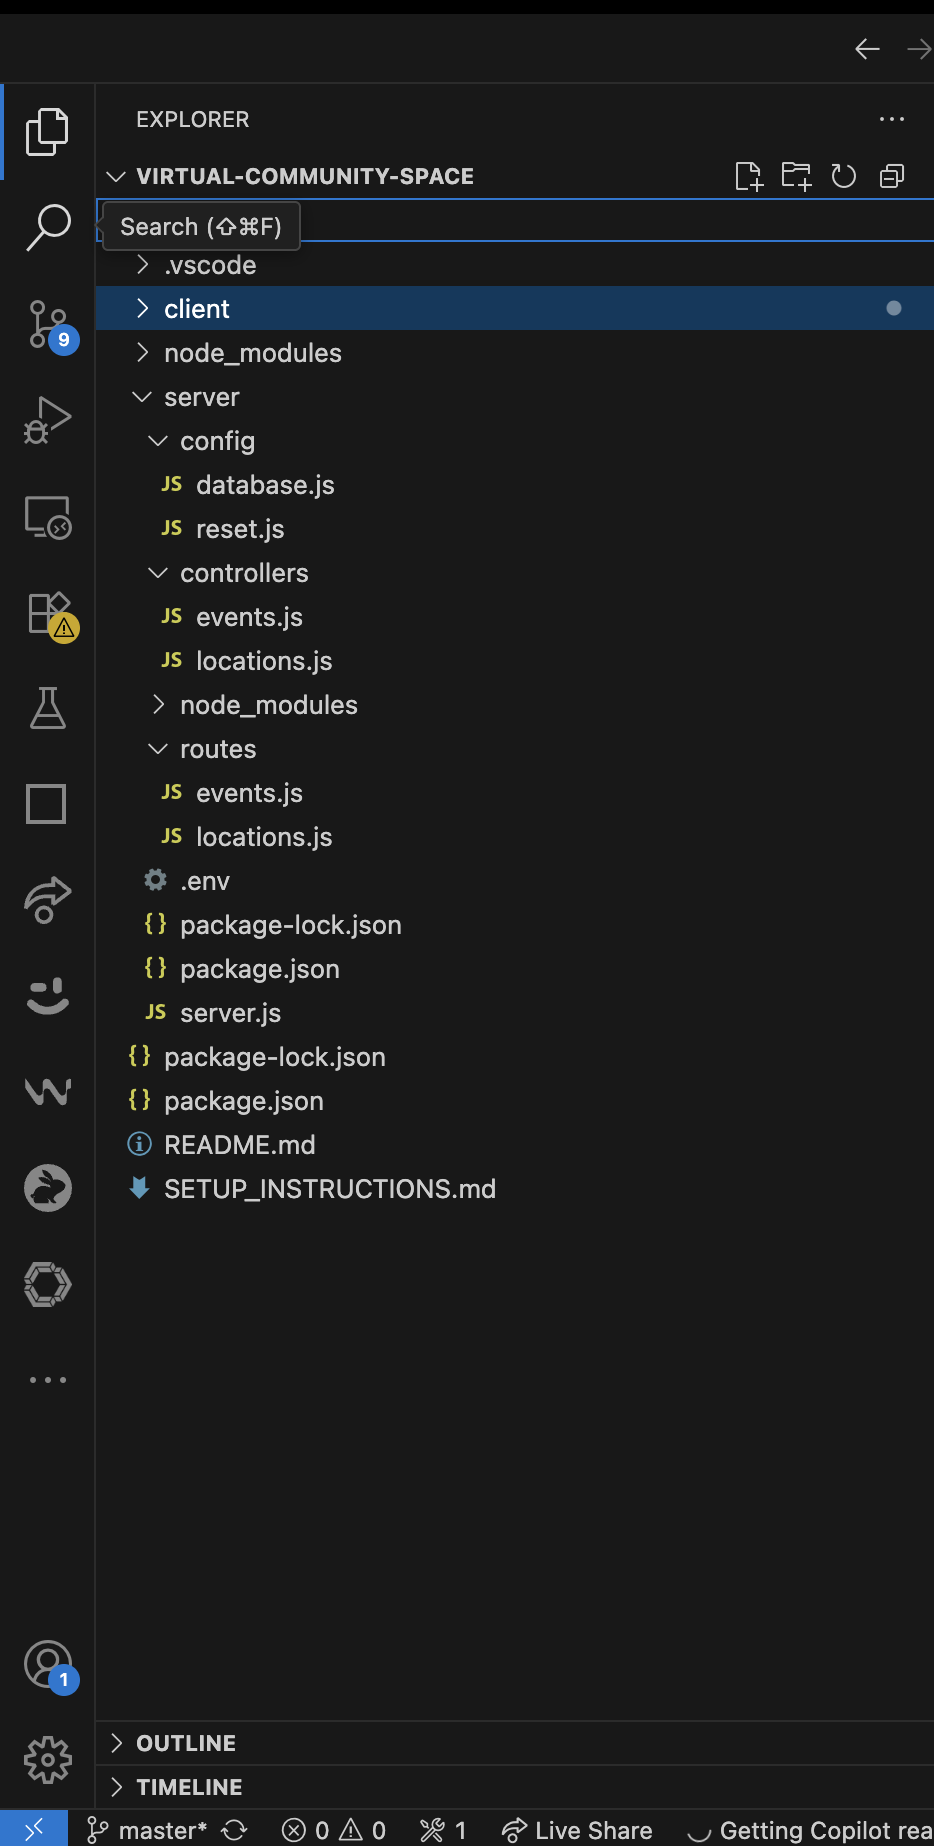 EXPLORER
VIRTUAL-COMMUNITY-SPACE
Search (⇧⌘F)
.vscode
client
node_modules
9
server
config
JS database.js
JS reset.js
controllers
JS events.js
JS locations.js
node_modules
routes
JS events.js
JS locations.js
.env
{} package-lock.json
{} package.json
JS server.js
{} package-lock.json
{} package.json
README.md
SETUP_INSTRUCTIONS.md
1
OUTLINE
TIMELINE
master* 0 0 1 Live Share Getting Copilot rea